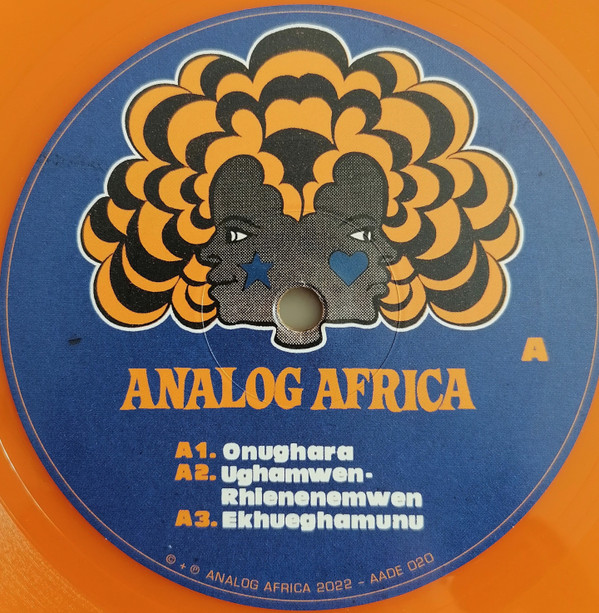 A
ANALOG AFRICA
A1. Onughara
A2. Ughamwen-
Rhienenemwen
A3. Ekhueghamunu
© + ℗ ANALOG AFRICA 2022 - AADE 020